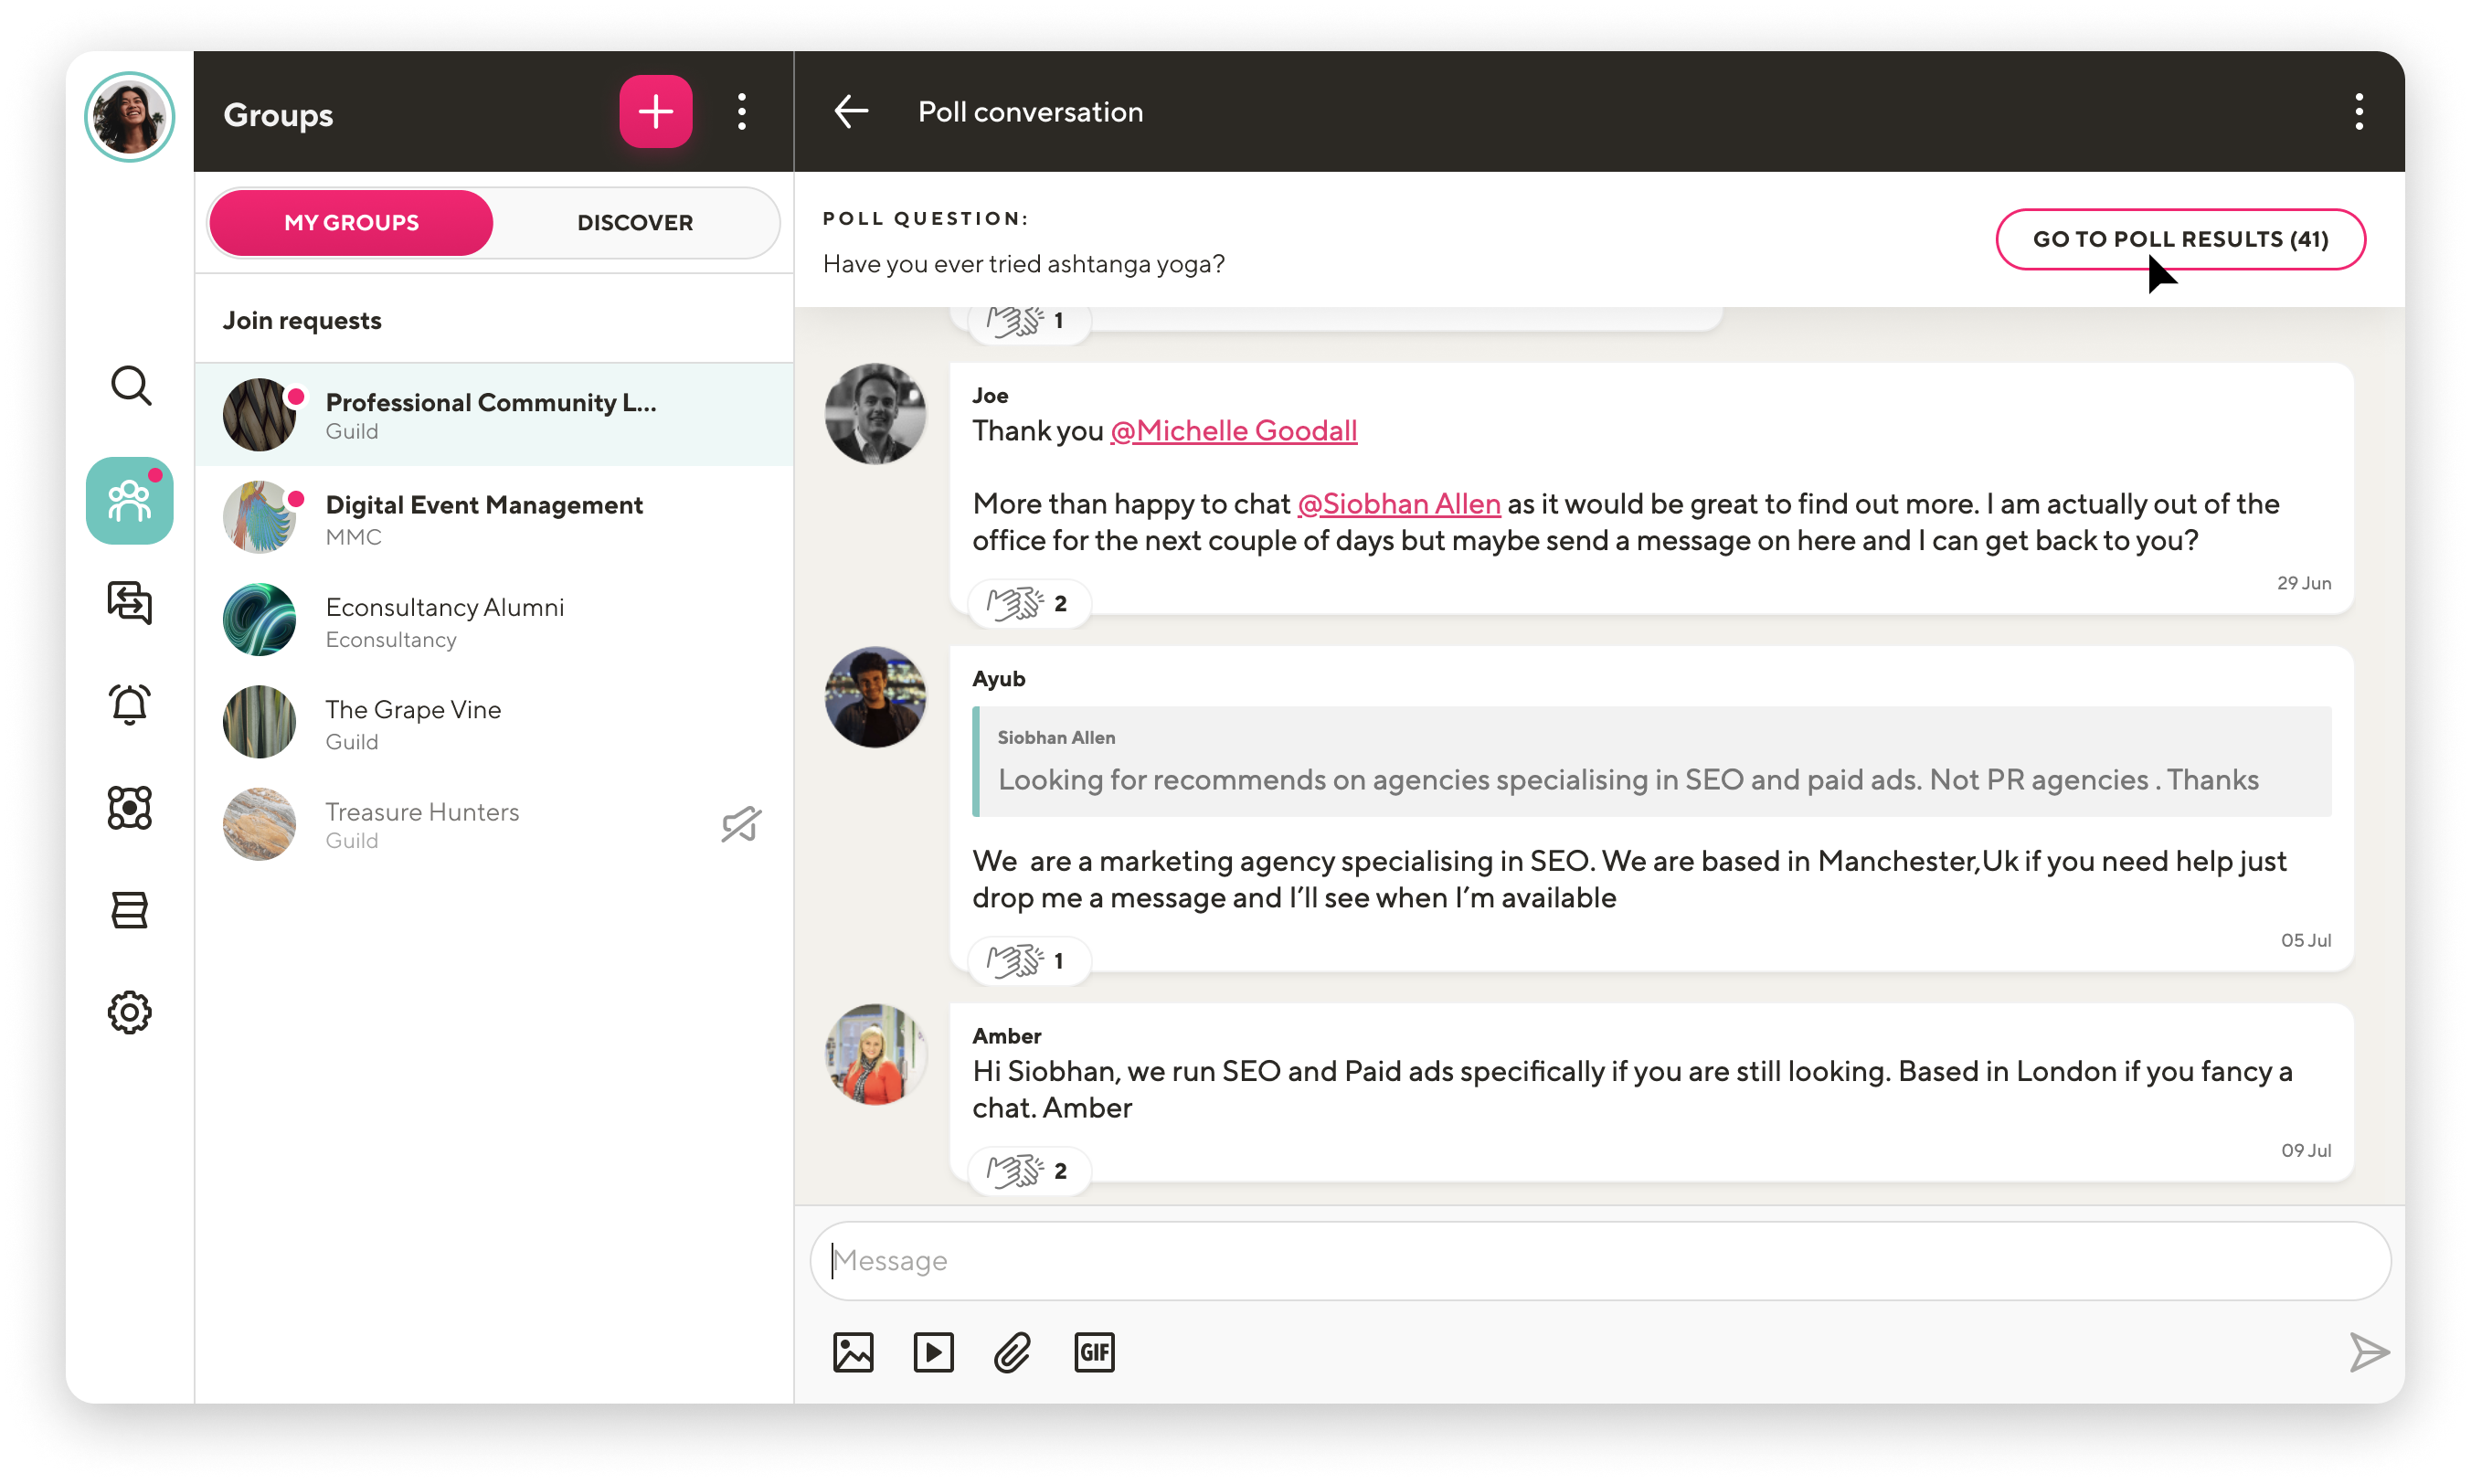 Groups
MY GROUPS
DISCOVER
Join requests
Professional Community L...
Guild
Digital Event Management
MMC
Econsultancy Alumni
Econsultancy
The Grape Vine
Guild
Treasure Hunters
Guild
Poll conversation
POLL QUESTION:
Have you ever tried ashtanga yoga?
GO TO POLL RESULTS (41)
1
Joe
Thank you @Michelle Goodall
More than happy to chat @Siobhan Allen as it would be great to find out more. I am actually out of the
office for the next couple of days but maybe send a message on here and I can get back to you?
29 Jun
2
Ayub
Siobhan Allen
Looking for recommends on agencies specialising in SEO and paid ads. Not PR agencies . Thanks
We  are a marketing agency specialising in SEO. We are based in Manchester,Uk if you need help just
drop me a message and I’ll see when I’m available
05 Jul
1
Amber
Hi Siobhan, we run SEO and Paid ads specifically if you are still looking. Based in London if you fancy a
chat. Amber
09 Jul
2
Message
GIF